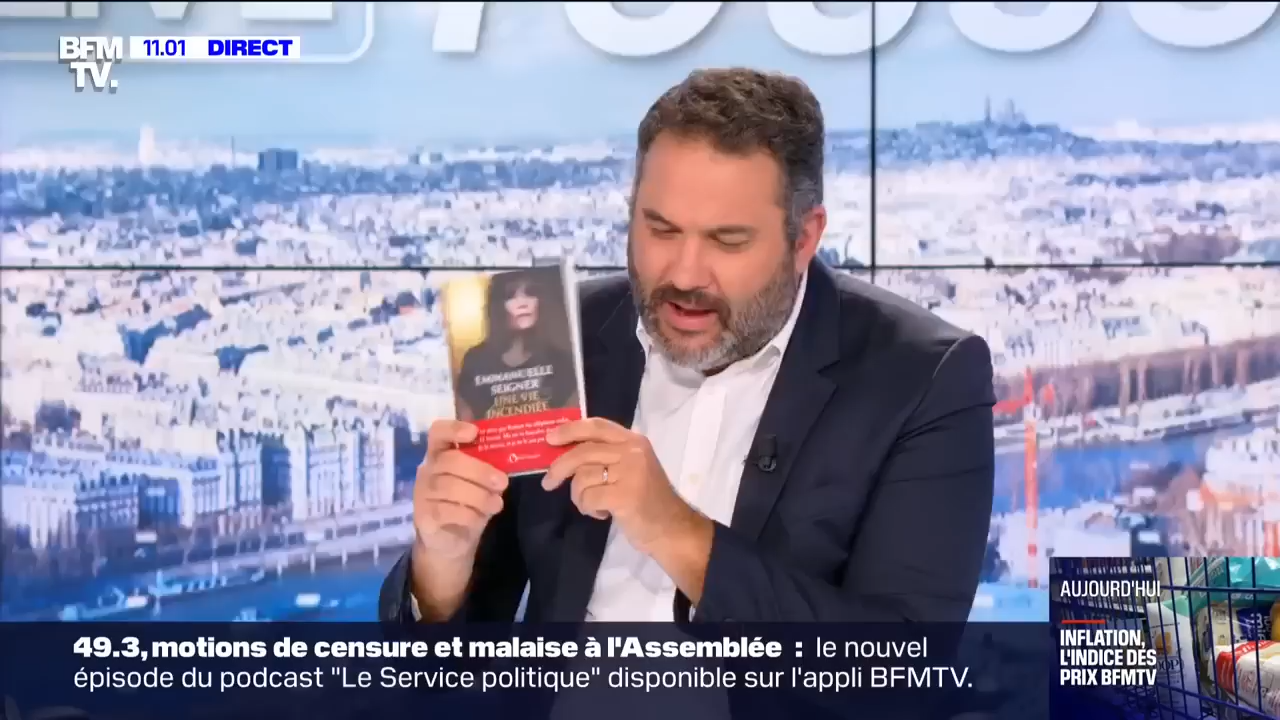 BFM
TV.
11.01 DIRECT
EMMANUELLE
SEIGNER
UNE VIE
INCENDIÉE
49.3, motions de censure et malaise à l'Assemblée : le nouvel
épisode du podcast "Le Service politique" disponible sur l'appli BFMTV.
AUJOURD'HUI
INFLATION,
L'INDICE DES
PRIX BFMTV